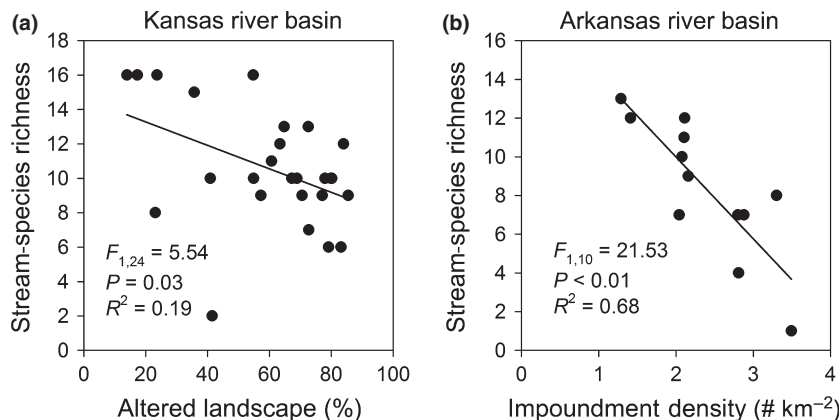 (a) Kansas river basin
Stream-species richness
18
16
14
12
10
8
6
4
2
0
F1,24 = 5.54
P = 0.03
R² = 0.19
0 20 40 60 80 100
Altered landscape (%)
(b) Arkansas river basin
Stream-species richness
16
14
12
10
8
6
4
2
0
F1,10 = 21.53
P < 0.01
R² = 0.68
0 1 2 3 4
Impoundment density (# km⁻²)